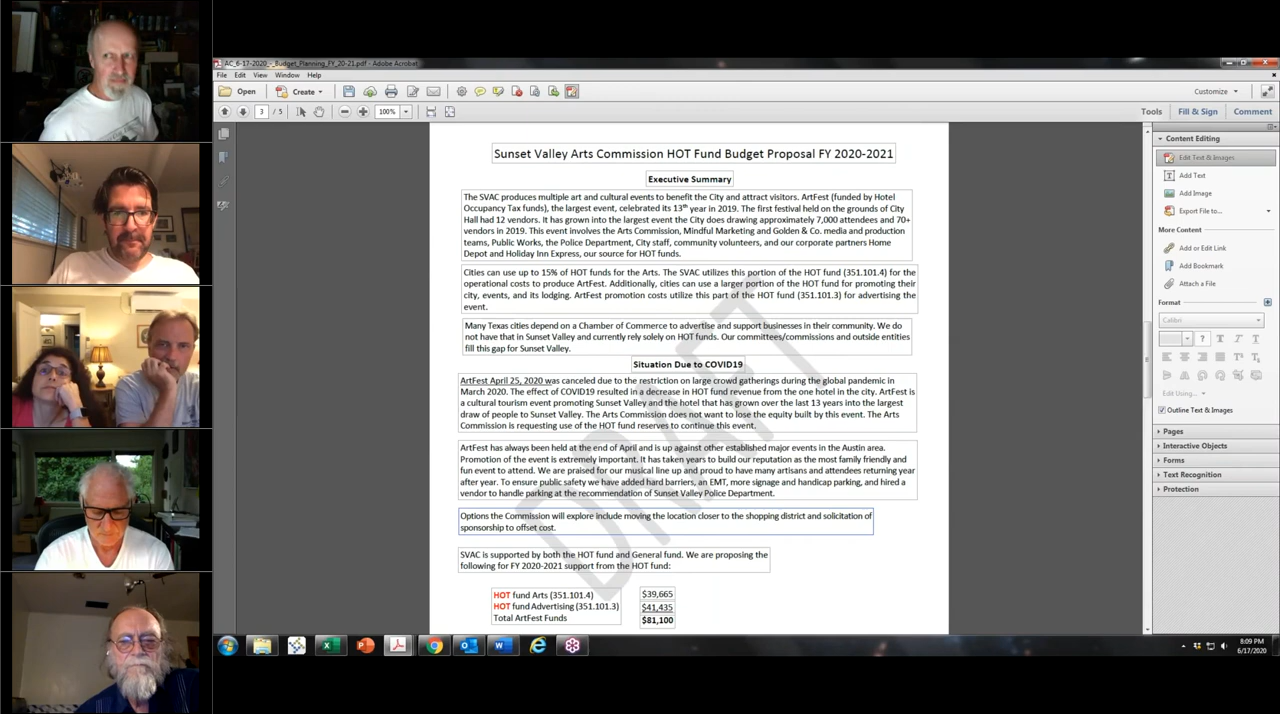 AC_6-17-2020_-_Budget_Planning_FY_20-21.pdf - Adobe Acrobat
File Edit View Window Help
Open Create Customize
3 / 5 100% Tools Fill & Sign Comment
Sunset Valley Arts Commission HOT Fund Budget Proposal FY 2020-2021
Executive Summary
The SVAC produces multiple art and cultural events to benefit the City and attract visitors. ArtFest (funded by Hotel
Occupancy Tax funds), the largest event, celebrated its 13th year in 2019. The first festival held on the grounds of City
Hall had 12 vendors. It has grown into the largest event the City does drawing approximately 7,000 attendees and 70+
vendors in 2019. This event involves the Arts Commission, Mindful Marketing and Golden & Co. media and production
teams, Public Works, the Police Department, City staff, community volunteers, and our corporate partners Home
Depot and Holiday Inn Express, our source for HOT funds.
Cities can use up to 15% of HOT funds for the Arts. The SVAC utilizes this portion of the HOT fund (351.101.4) for the
operational costs to produce ArtFest. Additionally, cities can use a larger portion of the HOT fund for promoting their
city, events, and its lodging. ArtFest promotion costs utilize this part of the HOT fund (351.101.3) for advertising the
event.
Many Texas cities depend on a Chamber of Commerce to advertise and support businesses in their community. We do
not have that in Sunset Valley and currently rely solely on HOT funds. Our committees/commissions and outside entities
fill this gap for Sunset Valley.
Situation Due to COVID19
ArtFest April 25, 2020 was canceled due to the restriction on large crowd gatherings during the global pandemic in
March 2020. The effect of COVID19 resulted in a decrease in HOT fund revenue from the one hotel in the city. ArtFest is
a cultural tourism event promoting Sunset Valley and the hotel that has grown over the last 13 years into the largest
draw of people to Sunset Valley. The Arts Commission does not want to lose the equity built by this event. The Arts
Commission is requesting use of the HOT fund reserves to continue this event.
ArtFest has always been held at the end of April and is up against other established major events in the Austin area.
Promotion of the event is extremely important. It has taken years to build our reputation as the most family friendly and
fun event to attend. We are praised for our musical line up and proud to have many artisans and attendees returning year
after year. To ensure public safety we have added hard barriers, an EMT, more signage and handicap parking, and hired a
vendor to handle parking at the recommendation of Sunset Valley Police Department.
Options the Commission will explore include moving the location closer to the shopping district and solicitation of
sponsorship to offset cost.
SVAC is supported by both the HOT fund and General fund. We are proposing the
following for FY 2020-2021 support from the HOT fund:
HOT fund Arts (351.101.4) $39,665
HOT fund Advertising (351.101.3) $41,435
Total ArtFest Funds $81,100
DRAFT
Content Editing
Edit Text & Images
Add Text
Add Image
Export File to...
More Content
Add or Edit Link
Add Bookmark
Attach a File
Format
Calibri
Edit Using...
Outline Text & Images
Pages
Interactive Objects
Forms
Text Recognition
Protection
8:09 PM
6/17/2020